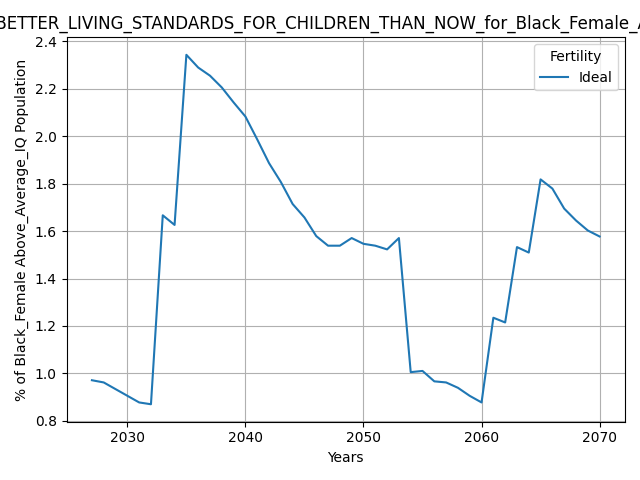 BETTER_LIVING_STANDARDS_FOR_CHILDREN_THAN_NOW_for_Black_Female_
% of Black_Female Above_Average_IQ Population
2.4
2.2
2.0
1.8
1.6
1.4
1.2
1.0
0.8
Fertility
Ideal
2030 2040 2050 2060 2070
Years